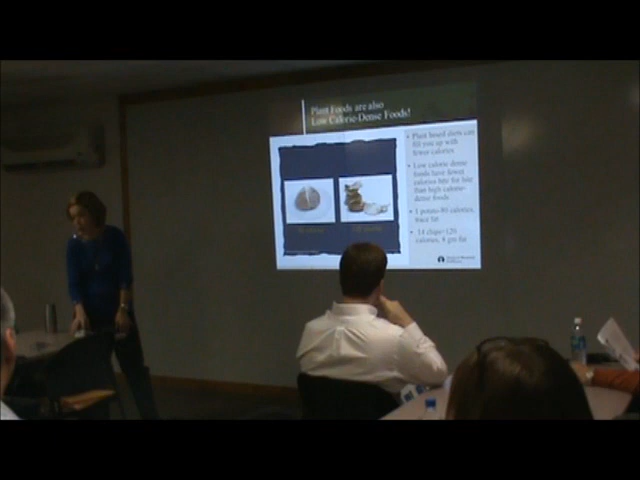 Plant Foods are also
Low Calorie-Dense Foods!
Plant based diets can
fill you up with
fewer calories
Low calorie dense
foods have fewer
calories bite for bite
than high calorie-
dense foods
1 potato=80 calories,
trace fat
14 chips=120
calories, 8 gm fat